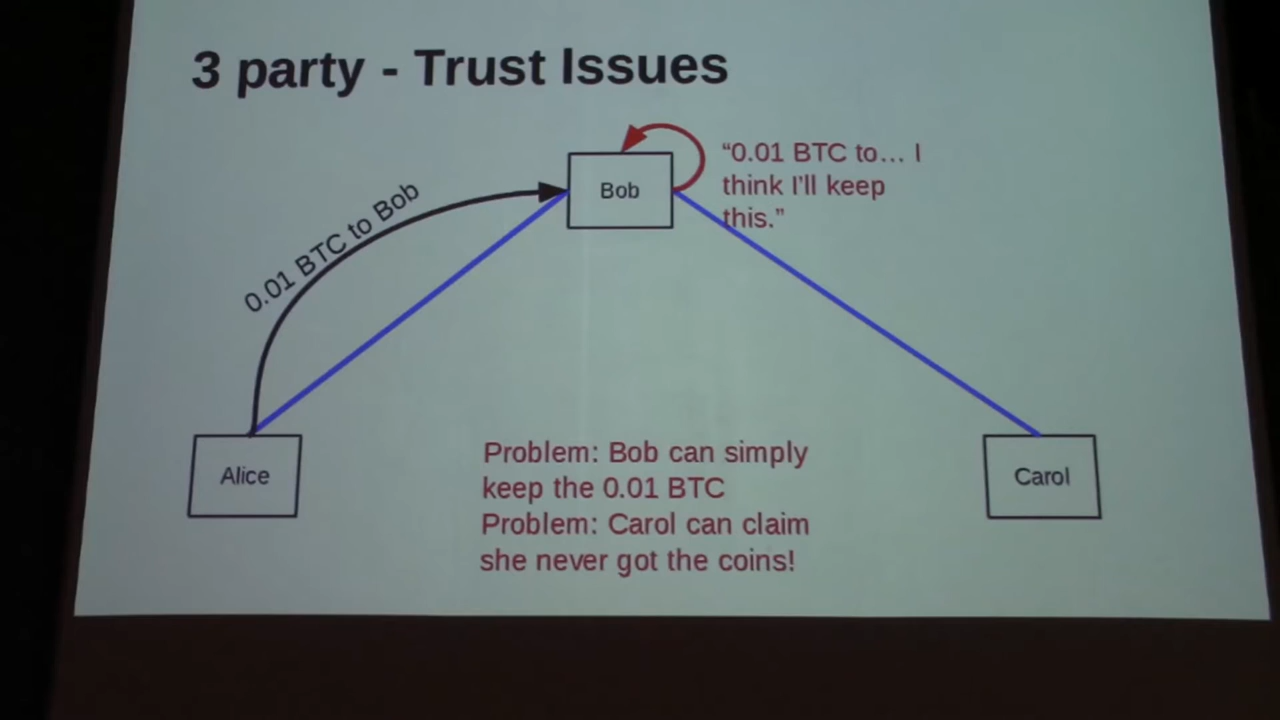 3 party - Trust Issues
Bob
“0.01 BTC to... I
think I'll keep
this.”
0.01 BTC to Bob
Alice
Problem: Bob can simply
keep the 0.01 BTC
Problem: Carol can claim
she never got the coins!
Carol